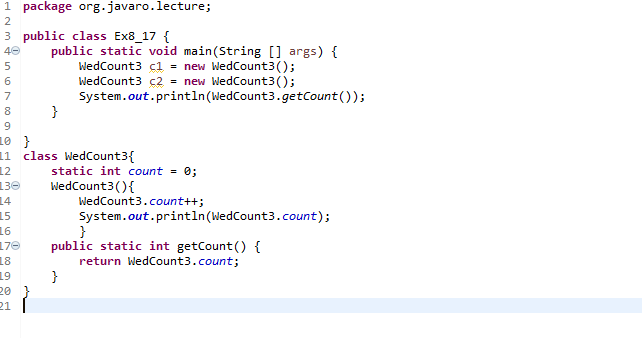 1 package org.javaro.lecture;
2
3 public class Ex8_17 {
4 public static void main(String [] args) {
5 WedCount3 c1 = new WedCount3();
6 WedCount3 c2 = new WedCount3();
7 System.out.println(WedCount3.getCount());
8 }
9
10 }
11 class WedCount3{
12 static int count = 0;
13 WedCount3(){
14 WedCount3.count++;
15 System.out.println(WedCount3.count);
16 }
17 public static int getCount() {
18 return WedCount3.count;
19 }
20 }
21